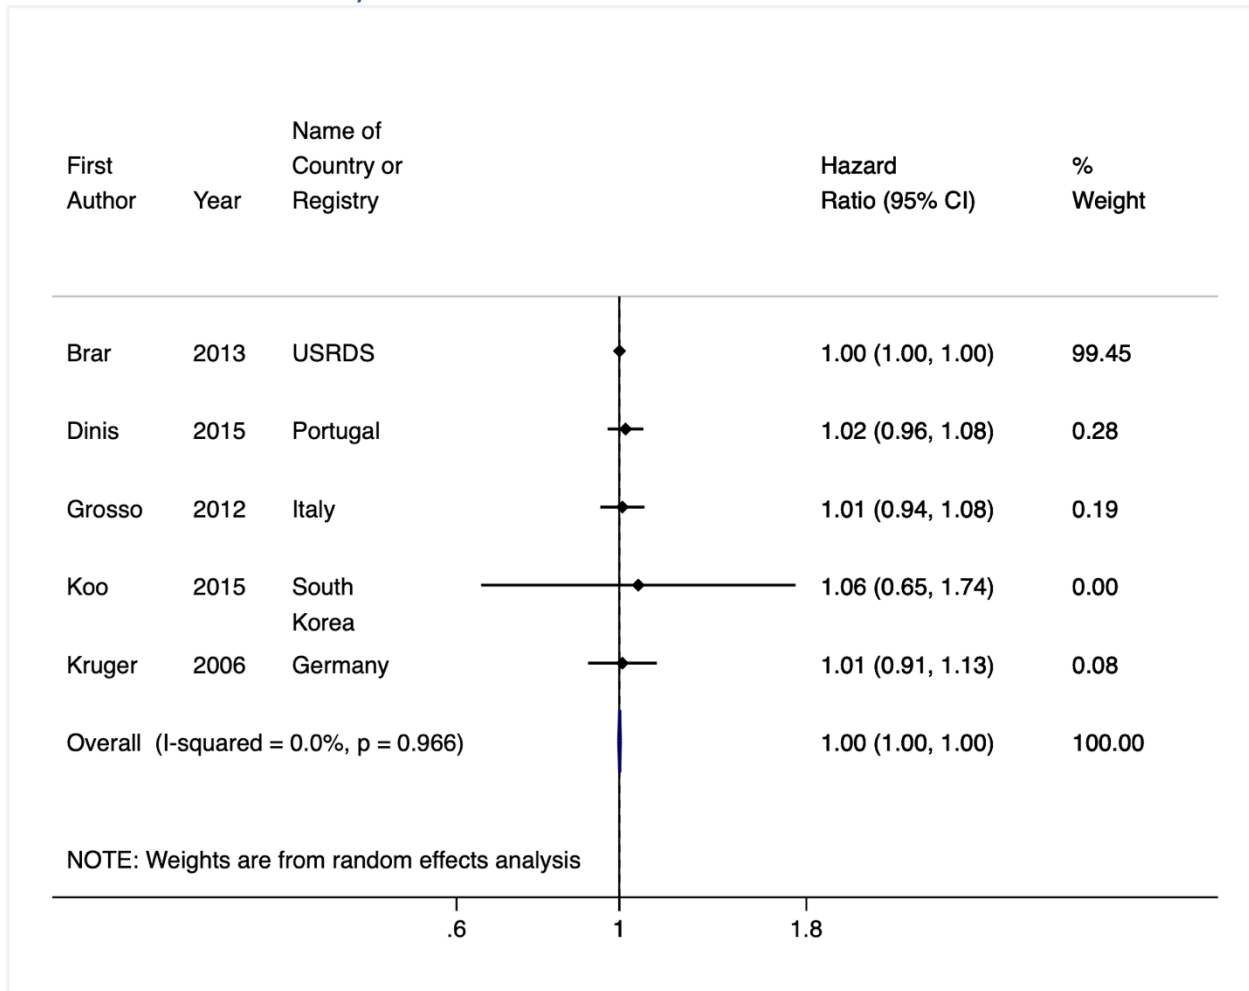 Name of
First Country or Hazard %
Author Year Registry Ratio (95% CI) Weight
Brar 2013 USRDS 1.00 (1.00, 1.00) 99.45
Dinis 2015 Portugal 1.02 (0.96, 1.08) 0.28
Grosso 2012 Italy 1.01 (0.94, 1.08) 0.19
Koo 2015 South 1.06 (0.65, 1.74) 0.00
Korea
Kruger 2006 Germany 1.01 (0.91, 1.13) 0.08
Overall (I-squared = 0.0%, p = 0.966) 1.00 (1.00, 1.00) 100.00
NOTE: Weights are from random effects analysis
.6 1 1.8